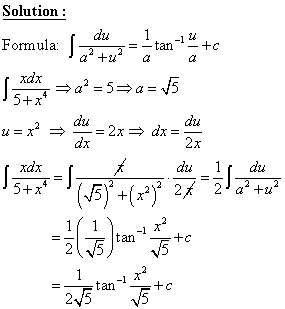 Solution :
Formula: ∫ du/(a² + u²) = (1/a) tan⁻¹ (u/a) + c
∫ xdx/(5+x⁴) ⇒ a² = 5 ⇒ a = √5
u = x² ⇒ du/dx = 2x ⇒ dx = du/2x
∫ xdx/(5+x⁴) = ∫ x/((√5)² + (x²)²) · du/2x = (1/2) ∫ du/(a² + u²)
= (1/2)(1/√5) tan⁻¹ (x²/√5) + c
= (1/(2√5)) tan⁻¹ (x²/√5) + c